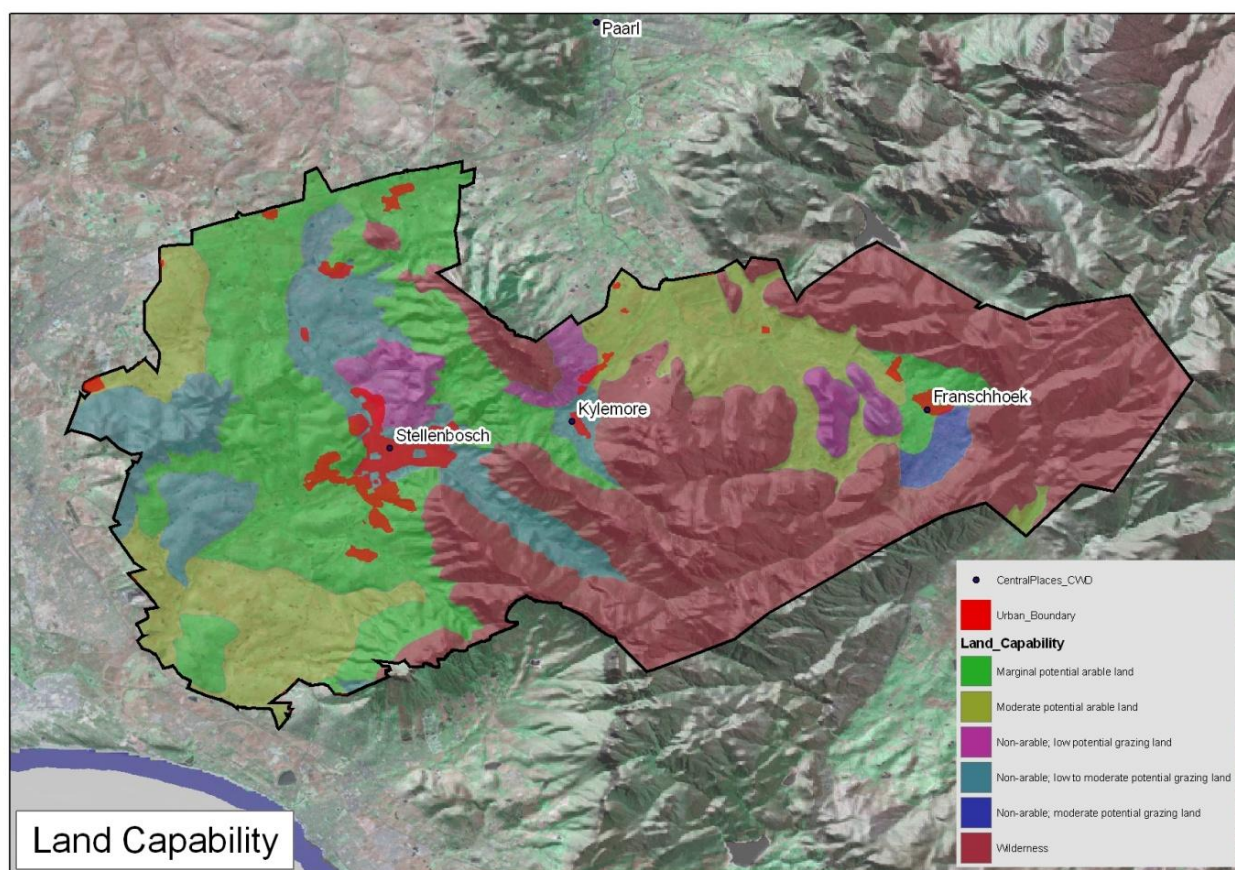 Paarl
Franschhoek
Kylemore
Stellenbosch
CentralPlaces_CWD
Urban_Boundary
Land_Capability
Marginal potential arable land
Moderate potential arable land
Non-arable; low potential grazing land
Non-arable; low to moderate potential grazing land
Non-arable; moderate potential grazing land
Wilderness
Land Capability